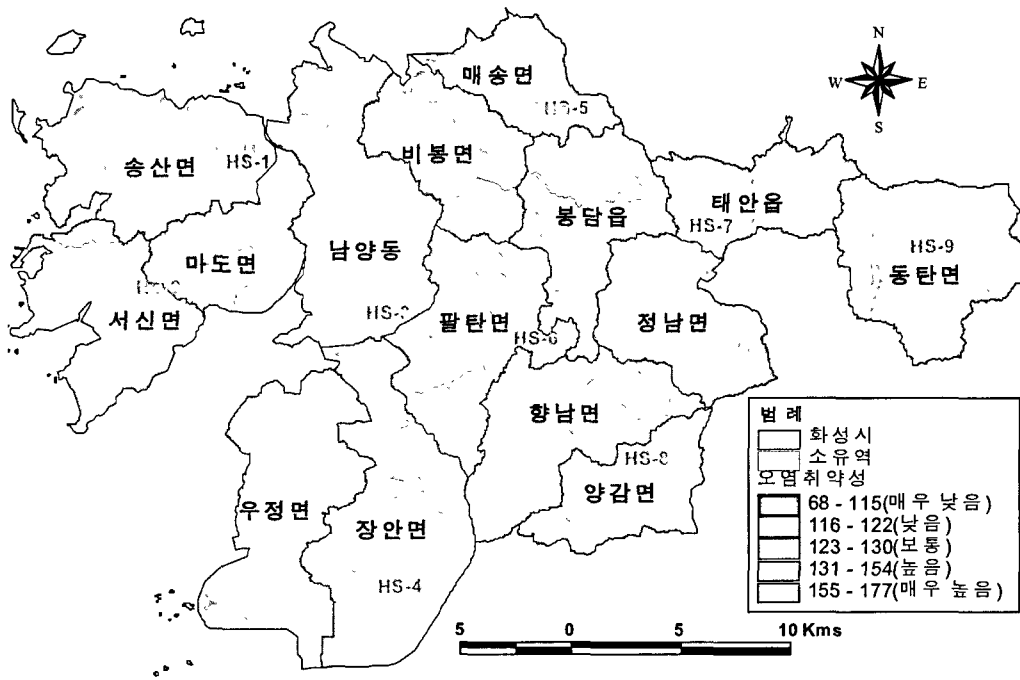 N
W E
S
매송면
HS-5
비봉면
송산면
HS-1
봉담읍
태안읍
HS-7
HS-9
동탄면
남양동
마도면
서신면
HS-3
팔탄면
HS-6
정남면
향남면
HS-8
양감면
우정면
장안면
HS-4
범 례
화성시
소유역
오염취약성
68 - 115(매우 낮음)
116 - 122(낮음)
123 - 130(보통)
131 - 154(높음)
155 - 177(매우 높음)
5 0 5 10 Kms